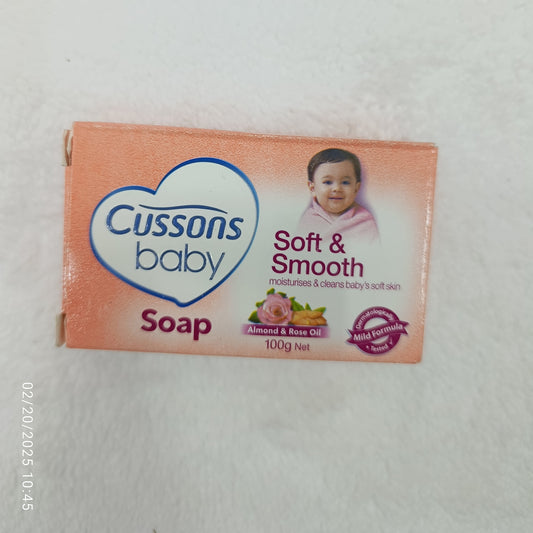 Cussons
baby
Soap
Soft &
Smooth
moisturises & cleans baby's soft skin
Almond & Rose Oil
100g Net
Dermatologically
Mild Formula
Tested
02/20/2025 10:45